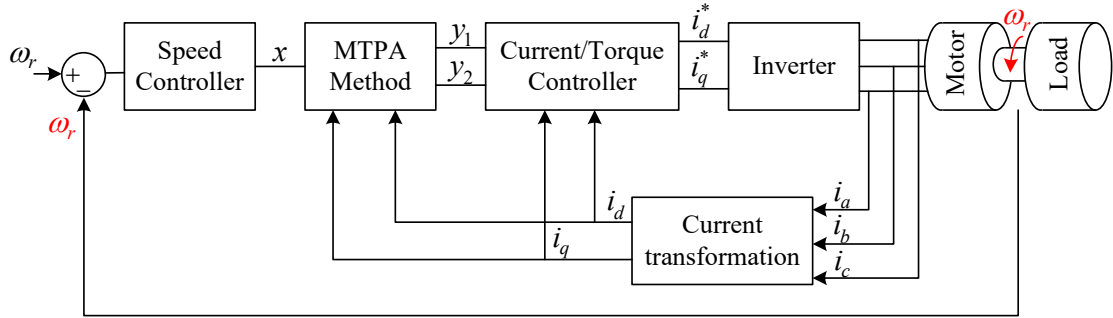 ω_r
+
−
ω_r
Speed
Controller
x
MTPA
Method
y_1
y_2
Current/Torque
Controller
i_d^*
i_q^*
Inverter
Motor
ω_r
Load
i_d
i_q
Current
transformation
i_a
i_b
i_c